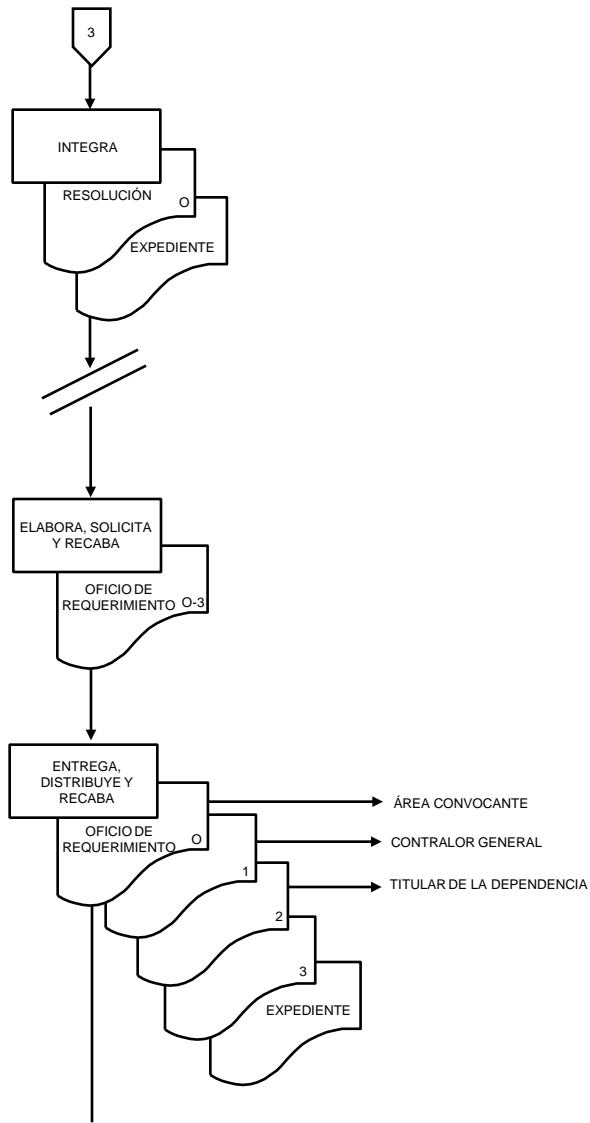 3
INTEGRA
RESOLUCIÓN
O
EXPEDIENTE
ELABORA, SOLICITA
Y RECABA
OFICIO DE
REQUERIMIENTO O-3
ENTREGA,
DISTRIBUYE Y
RECABA
ÁREA CONVOCANTE
OFICIO DE
REQUERIMIENTO O
CONTRALOR GENERAL
1
TITULAR DE LA DEPENDENCIA
2
3
EXPEDIENTE